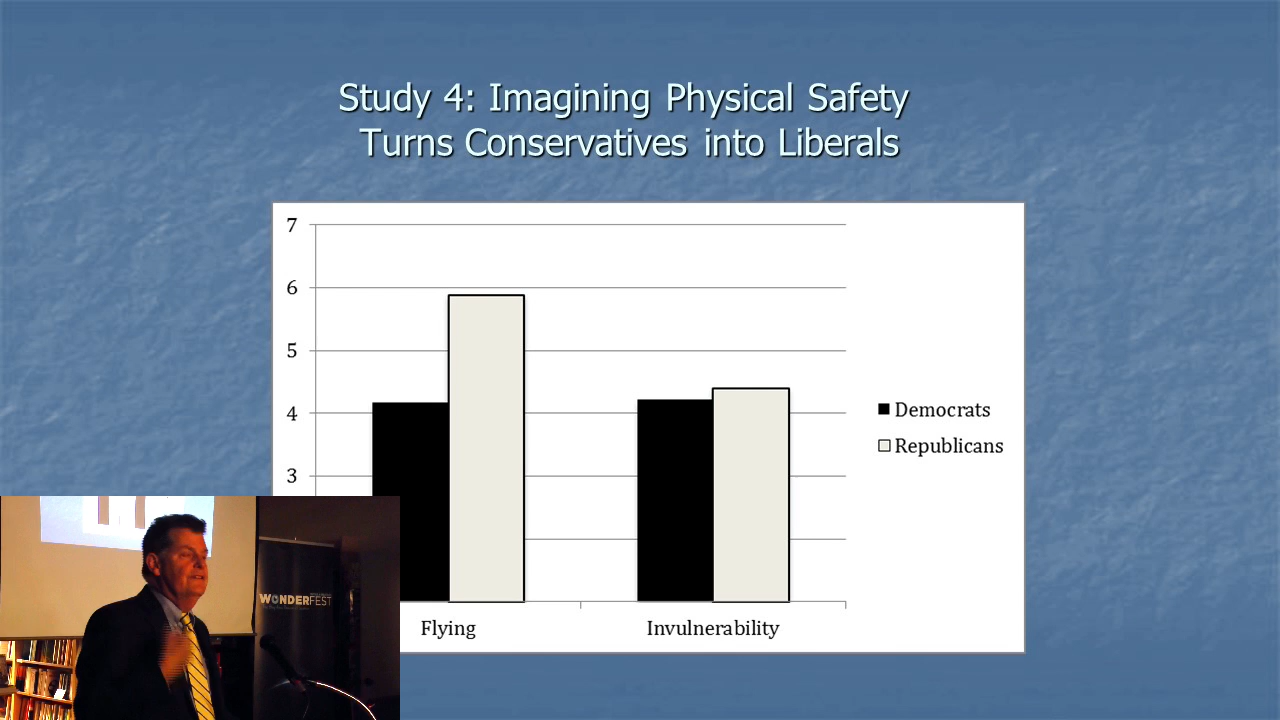 Study 4: Imagining Physical Safety
Turns Conservatives into Liberals
7
6
5
4
3
Democrats
Republicans
Flying
Invulnerability
WONDERFEST